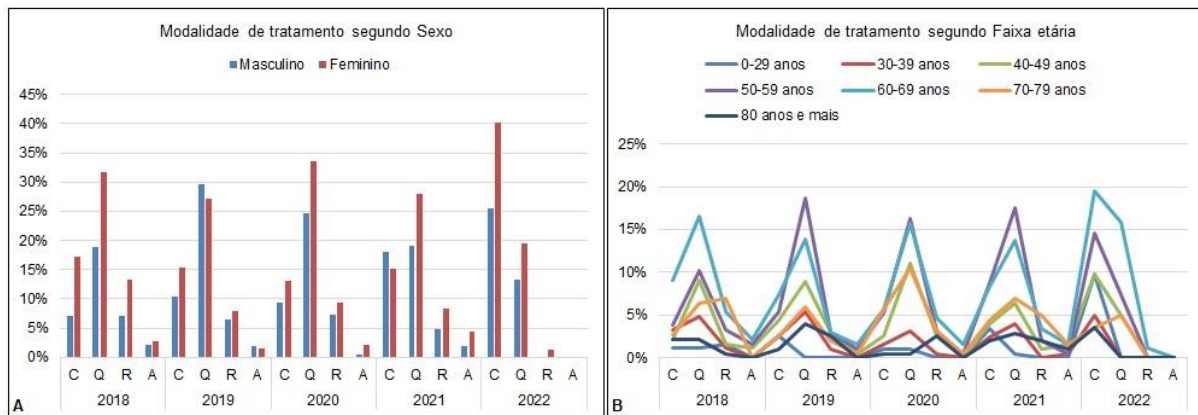 Modalidade de tratamento segundo Sexo
Masculino Feminino
45%
40%
35%
30%
25%
20%
15%
10%
5%
0%
C Q R A C Q R A C Q R A C Q R A C Q R A
2018 2019 2020 2021 2022
A
Modalidade de tratamento segundo Faixa etária
0-29 anos 30-39 anos 40-49 anos
50-59 anos 60-69 anos 70-79 anos
80 anos e mais
25%
20%
15%
10%
5%
0%
C Q R A C Q R A C Q R A C Q R A C Q R A
2018 2019 2020 2021 2022
B